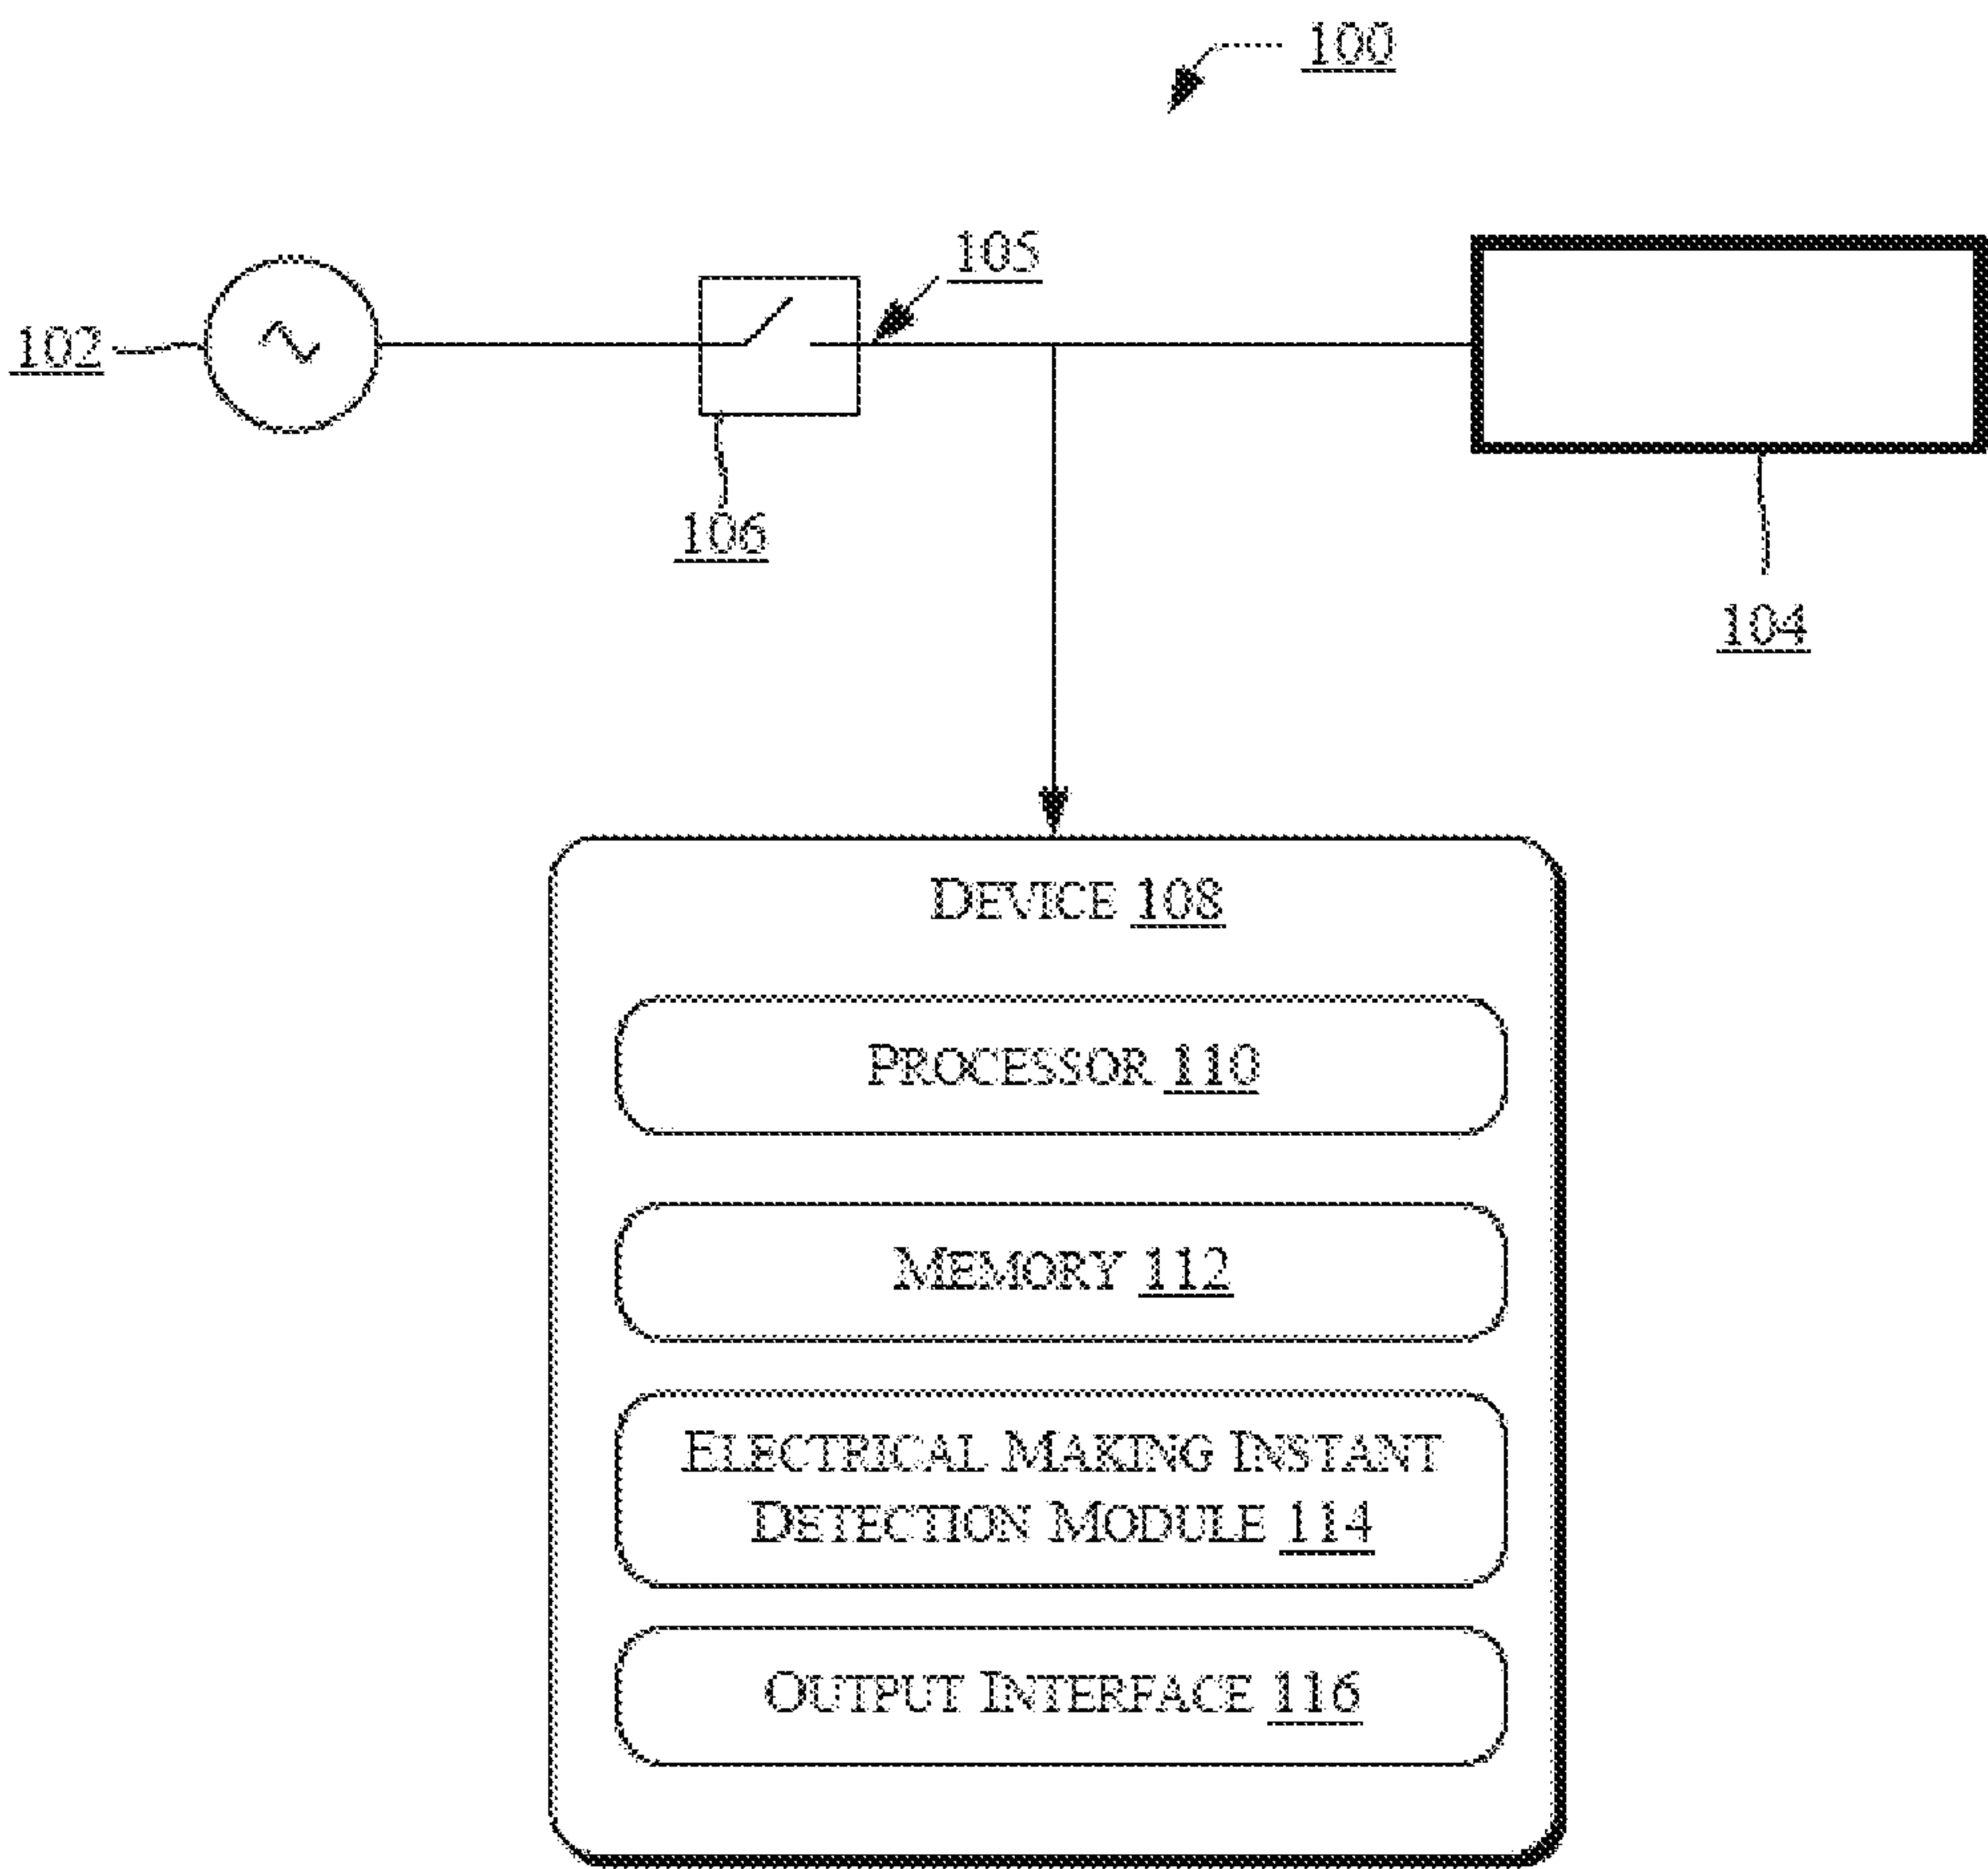 100
105
102
106
104
DEVICE 108
PROCESSOR 110
MEMORY 112
ELECTRICAL MAKING INSTANT
DETECTION MODULE 114
OUTPUT INTERFACE 116